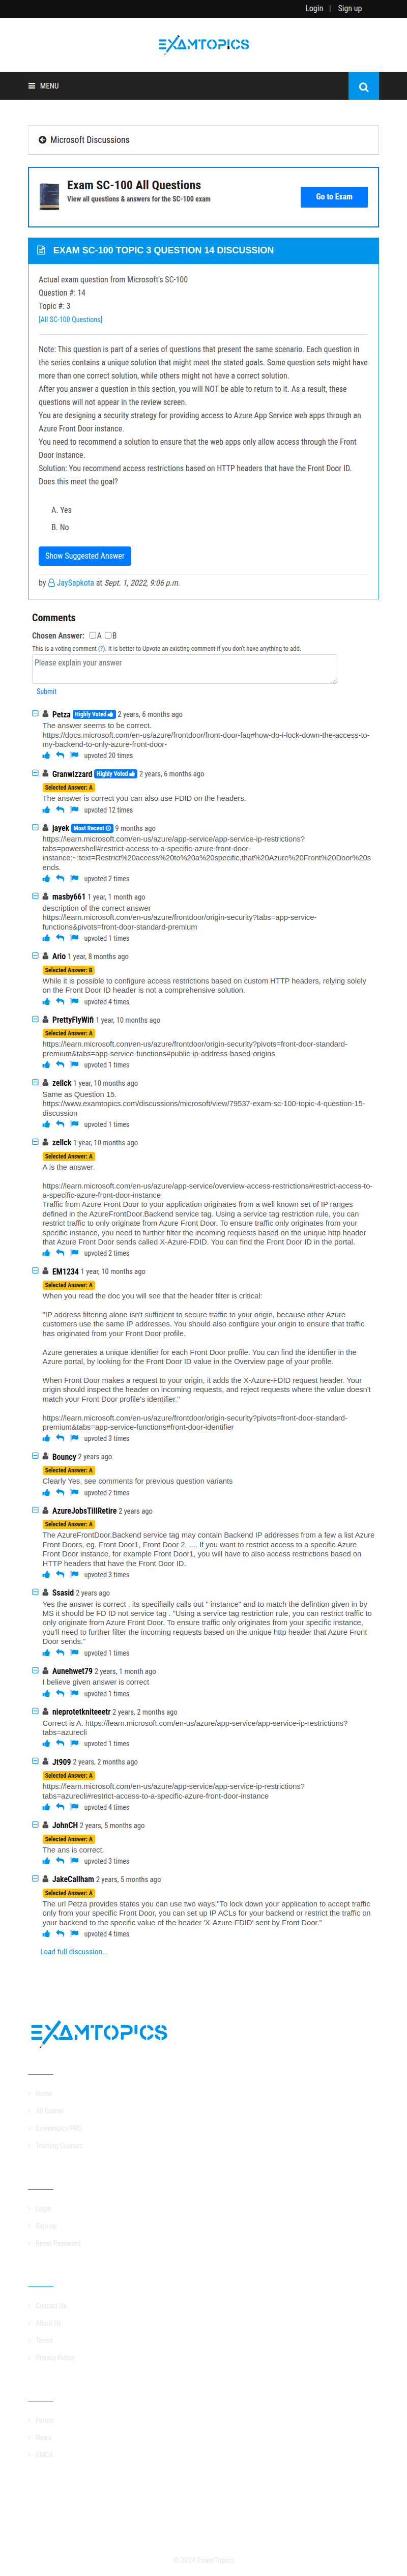 Login | Sign up
EXAMTOPICS
MENU
Microsoft Discussions
Exam SC-100 All Questions
View all questions & answers for the SC-100 exam
Go to Exam
EXAM SC-100 TOPIC 3 QUESTION 14 DISCUSSION
Actual exam question from Microsoft's SC-100
Question #: 14
Topic #: 3
[All SC-100 Questions]
Note: This question is part of a series of questions that present the same scenario. Each question in
the series contains a unique solution that might meet the stated goals. Some question sets might have
more than one correct solution, while others might not have a correct solution.
After you answer a question in this section, you will NOT be able to return to it. As a result, these
questions will not appear in the review screen.
You are designing a security strategy for providing access to Azure App Service web apps through an
Azure Front Door instance.
You need to recommend a solution to ensure that the web apps only allow access through the Front
Door instance.
Solution: You recommend access restrictions based on HTTP headers that have the Front Door ID.
Does this meet the goal?
A. Yes
B. No
Show Suggested Answer
by JaySapkota at Sept. 1, 2022, 9:06 p.m.
Comments
Chosen Answer: A B
This is a voting comment (?). It is better to Upvote an existing comment if you don't have anything to add.
Please explain your answer
Submit
Petza Highly Voted 2 years, 6 months ago
The answer seems to be correct.
https://docs.microsoft.com/en-us/azure/frontdoor/front-door-faq#how-do-i-lock-down-the-access-to-
my-backend-to-only-azure-front-door-
upvoted 20 times
Granwizzard Highly Voted 2 years, 6 months ago
Selected Answer: A
The answer is correct you can also use FDID on the headers.
upvoted 12 times
jayek Most Recent 9 months ago
https://learn.microsoft.com/en-us/azure/app-service/app-service-ip-restrictions?
tabs=powershell#restrict-access-to-a-specific-azure-front-door-
instance:~:text=Restrict%20access%20to%20a%20specific,that%20Azure%20Front%20Door%20s
ends.
upvoted 2 times
masby661 1 year, 1 month ago
description of the correct answer
https://learn.microsoft.com/en-us/azure/frontdoor/origin-security?tabs=app-service-
functions&pivots=front-door-standard-premium
upvoted 1 times
Ario 1 year, 8 months ago
Selected Answer: B
While it is possible to configure access restrictions based on custom HTTP headers, relying solely
on the Front Door ID header is not a comprehensive solution.
upvoted 4 times
PrettyFlyWifi 1 year, 10 months ago
Selected Answer: A
https://learn.microsoft.com/en-us/azure/frontdoor/origin-security?pivots=front-door-standard-
premium&tabs=app-service-functions#public-ip-address-based-origins
upvoted 1 times
zellck 1 year, 10 months ago
Same as Question 15.
https://www.examtopics.com/discussions/microsoft/view/79537-exam-sc-100-topic-4-question-15-
discussion
upvoted 1 times
zellck 1 year, 10 months ago
Selected Answer: A
A is the answer.
https://learn.microsoft.com/en-us/azure/app-service/overview-access-restrictions#restrict-access-to-
a-specific-azure-front-door-instance
Traffic from Azure Front Door to your application originates from a well known set of IP ranges
defined in the AzureFrontDoor.Backend service tag. Using a service tag restriction rule, you can
restrict traffic to only originate from Azure Front Door. To ensure traffic only originates from your
specific instance, you need to further filter the incoming requests based on the unique http header
that Azure Front Door sends called X-Azure-FDID. You can find the Front Door ID in the portal.
upvoted 2 times
EM1234 1 year, 10 months ago
Selected Answer: A
When you read the doc you will see that the header filter is critical:
"IP address filtering alone isn't sufficient to secure traffic to your origin, because other Azure
customers use the same IP addresses. You should also configure your origin to ensure that traffic
has originated from your Front Door profile.
Azure generates a unique identifier for each Front Door profile. You can find the identifier in the
Azure portal, by looking for the Front Door ID value in the Overview page of your profile.
When Front Door makes a request to your origin, it adds the X-Azure-FDID request header. Your
origin should inspect the header on incoming requests, and reject requests where the value doesn't
match your Front Door profile's identifier."
https://learn.microsoft.com/en-us/azure/frontdoor/origin-security?pivots=front-door-standard-
premium&tabs=app-service-functions#front-door-identifier
upvoted 3 times
Bouncy 2 years ago
Selected Answer: A
Clearly Yes, see comments for previous question variants
upvoted 2 times
AzureJobsTillRetire 2 years ago
Selected Answer: A
The AzureFrontDoor.Backend service tag may contain Backend IP addresses from a few a list Azure
Front Doors, eg. Front Door1, Front Door 2, .... If you want to restrict access to a specific Azure
Front Door instance, for example Front Door1, you will have to also access restrictions based on
HTTP headers that have the Front Door ID.
upvoted 3 times
Ssasid 2 years ago
Yes the answer is correct , its specifially calls out " instance" and to match the defintion given in by
MS it should be FD ID not service tag . "Using a service tag restriction rule, you can restrict traffic to
only originate from Azure Front Door. To ensure traffic only originates from your specific instance,
you'll need to further filter the incoming requests based on the unique http header that Azure Front
Door sends."
upvoted 1 times
Aunehwet79 2 years, 1 month ago
I believe given answer is correct
upvoted 1 times
nieprotetkniteeetr 2 years, 2 months ago
Correct is A. https://learn.microsoft.com/en-us/azure/app-service/app-service-ip-restrictions?
tabs=azurecli
upvoted 1 times
Jt909 2 years, 2 months ago
Selected Answer: A
https://learn.microsoft.com/en-us/azure/app-service/app-service-ip-restrictions?
tabs=azurecli#restrict-access-to-a-specific-azure-front-door-instance
upvoted 4 times
JohnCH 2 years, 5 months ago
Selected Answer: A
The ans is correct.
upvoted 3 times
JakeCallham 2 years, 5 months ago
Selected Answer: A
The url Petza provides states you can use two ways."To lock down your application to accept traffic
only from your specific Front Door, you can set up IP ACLs for your backend or restrict the traffic on
your backend to the specific value of the header 'X-Azure-FDID' sent by Front Door."
upvoted 4 times
Load full discussion...
EXAMTOPICS
Home
All Exams
Examtopics PRO
Training Courses
Login
Sign up
Reset Password
Contact Us
About Us
Terms
Privacy Policy
Forum
News
DMCA
© 2024 ExamTopics